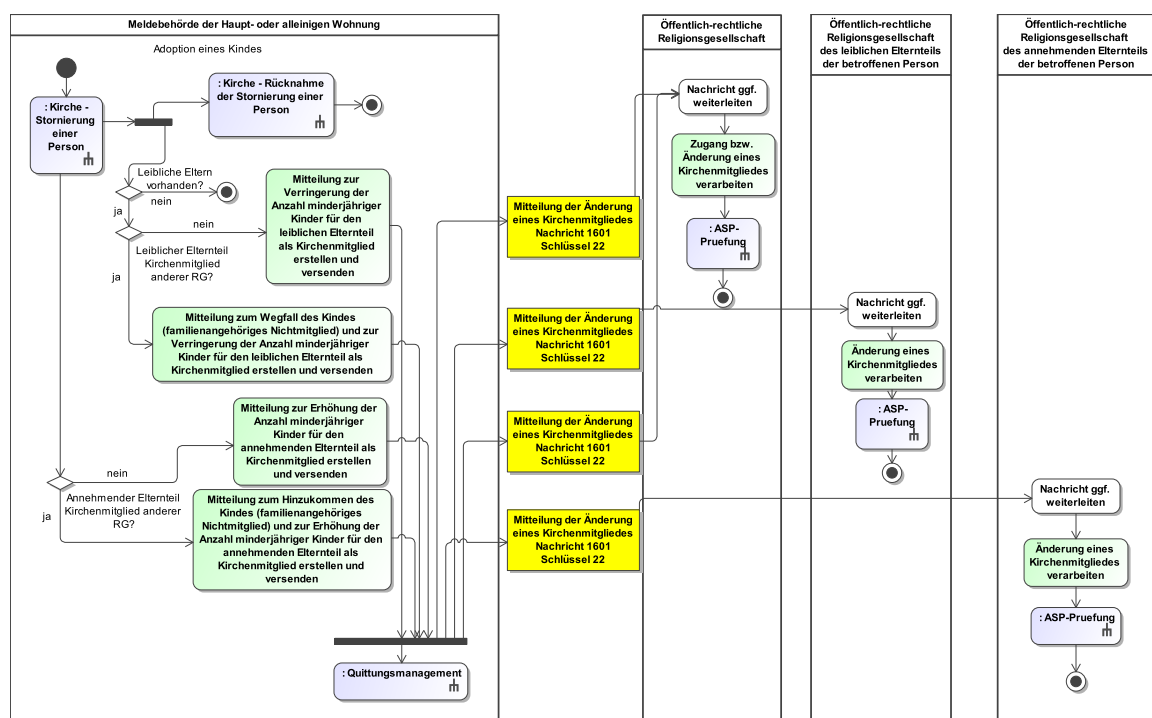 Meldebehörde der Haupt- oder alleinigen Wohnung
Adoption eines Kindes
: Kirche -
Stornierung
einer
Person
: Kirche - Rücknahme
der Stornierung einer
Person
Leibliche Eltern
vorhanden?
nein
ja
nein
Leiblicher Elternteil
Kirchenmitglied
anderer RG?
ja
Mitteilung zur
Verringerung der
Anzahl minderjähriger
Kinder für den
leiblichen Elternteil
als Kirchenmitglied
erstellen und
versenden
Mitteilung zum Wegfall des Kindes
(familienangehöriges Nichtmitglied) und zur
Verringerung der Anzahl minderjähriger
Kinder für den leiblichen Elternteil als
Kirchenmitglied erstellen und versenden
Mitteilung zur Erhöhung der
Anzahl minderjähriger
Kinder für den
annehmenden Elternteil als
Kirchenmitglied erstellen
und versenden
nein
Annehmender Elternteil
Kirchenmitglied anderer
RG?
ja
Mitteilung zum Hinzukommen des
Kindes (familienangehöriges
Nichtmitglied) und zur Erhöhung der
Anzahl minderjähriger Kinder für den
annehmenden Elternteil als
Kirchenmitglied erstellen und
versenden
: Quittungsmanagement
Mitteilung der Änderung
eines Kirchenmitgliedes
Nachricht 1601
Schlüssel 22
Mitteilung der Änderung
eines Kirchenmitgliedes
Nachricht 1601
Schlüssel 22
Mitteilung der Änderung
eines Kirchenmitgliedes
Nachricht 1601
Schlüssel 22
Mitteilung der Änderung
eines Kirchenmitgliedes
Nachricht 1601
Schlüssel 22
Öffentlich-rechtliche
Religionsgesellschaft
Nachricht ggf.
weiterleiten
Zugang bzw.
Änderung eines
Kirchenmitgliedes
verarbeiten
: ASP-
Pruefung
Öffentlich-rechtliche
Religionsgesellschaft
des leiblichen Elternteils
der betroffenen Person
Nachricht ggf.
weiterleiten
Änderung eines
Kirchenmitgliedes
verarbeiten
: ASP-
Pruefung
Öffentlich-rechtliche
Religionsgesellschaft
des annehmenden Elternteils
der betroffenen Person
Nachricht ggf.
weiterleiten
Änderung eines
Kirchenmitgliedes
verarbeiten
: ASP-Pruefung